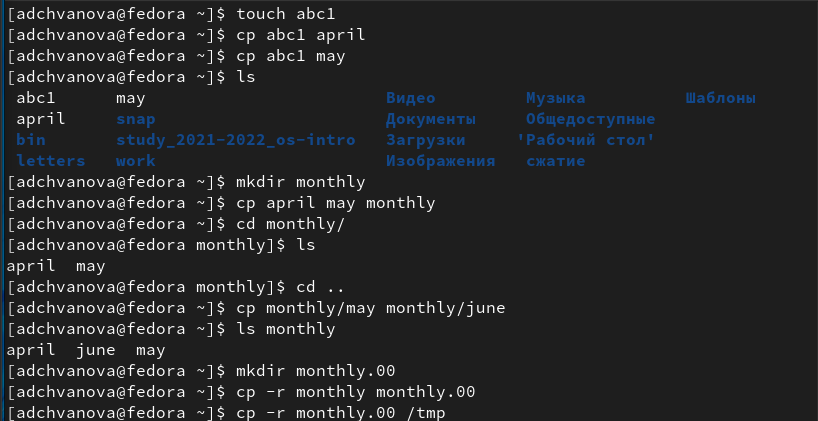 [adchvanova@fedora ~]$ touch abc1
[adchvanova@fedora ~]$ cp abc1 april
[adchvanova@fedora ~]$ cp abc1 may
[adchvanova@fedora ~]$ ls
abc1 may Видео Музыка Шаблоны
april snap Документы Общедоступные
bin study_2021-2022_os-intro Загрузки 'Рабочий стол'
letters work Изображения сжатие
[adchvanova@fedora ~]$ mkdir monthly
[adchvanova@fedora ~]$ cp april may monthly
[adchvanova@fedora ~]$ cd monthly/
[adchvanova@fedora monthly]$ ls
april may
[adchvanova@fedora monthly]$ cd ..
[adchvanova@fedora ~]$ cp monthly/may monthly/june
[adchvanova@fedora ~]$ ls monthly
april june may
[adchvanova@fedora ~]$ mkdir monthly.00
[adchvanova@fedora ~]$ cp -r monthly monthly.00
[adchvanova@fedora ~]$ cp -r monthly.00 /tmp